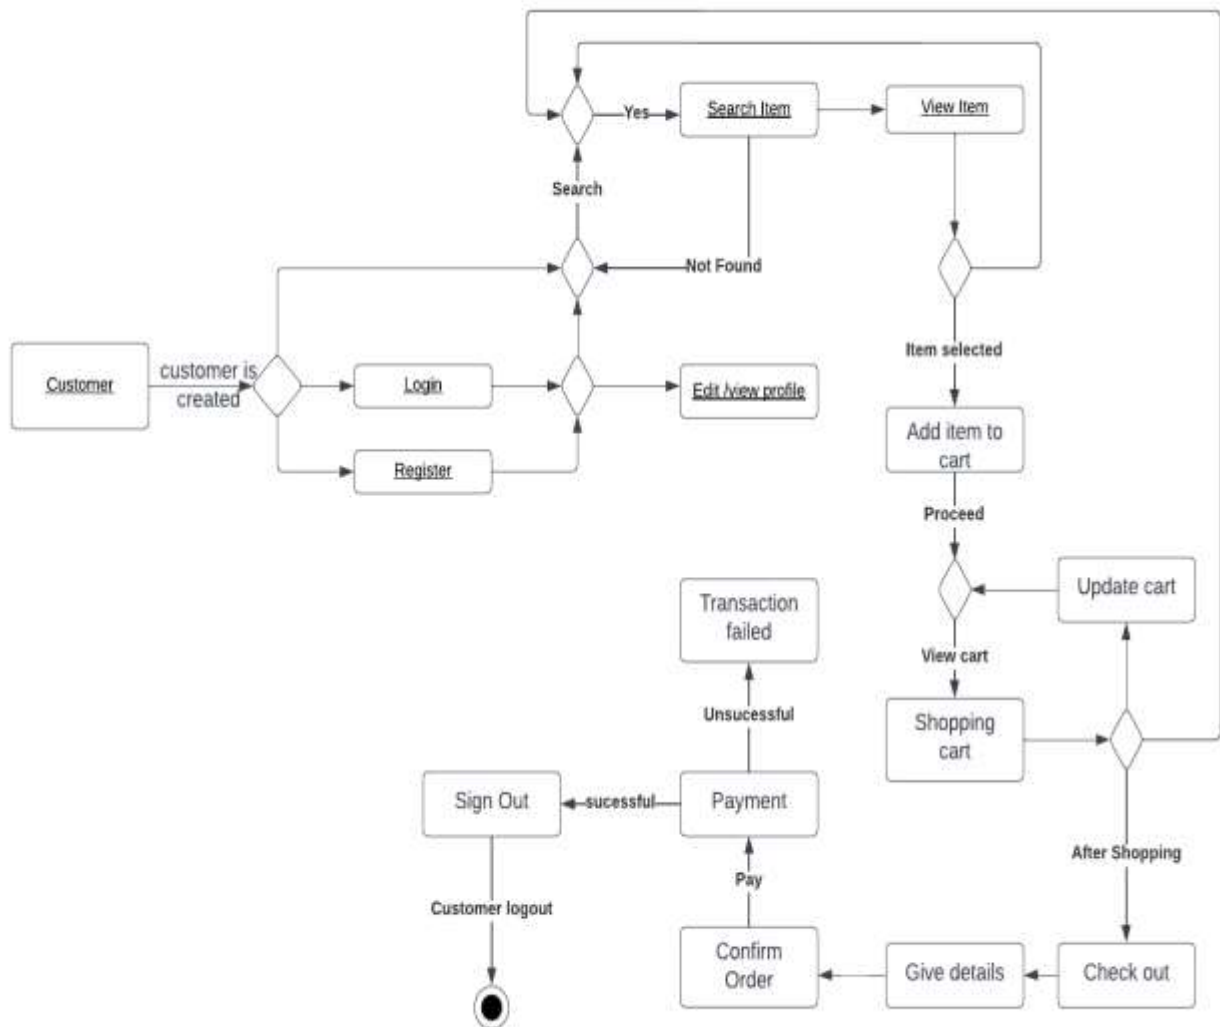 Yes
Search Item
View Item
Search
Not Found
Item selected
Customer
customer is
created
Login
Edit /view profile
Register
Add item to
cart
Proceed
Transaction
failed
Update cart
View cart
Unsucessful
Shopping
cart
Sign Out
sucessful
Payment
After Shopping
Pay
Customer logout
Confirm
Order
Give details
Check out